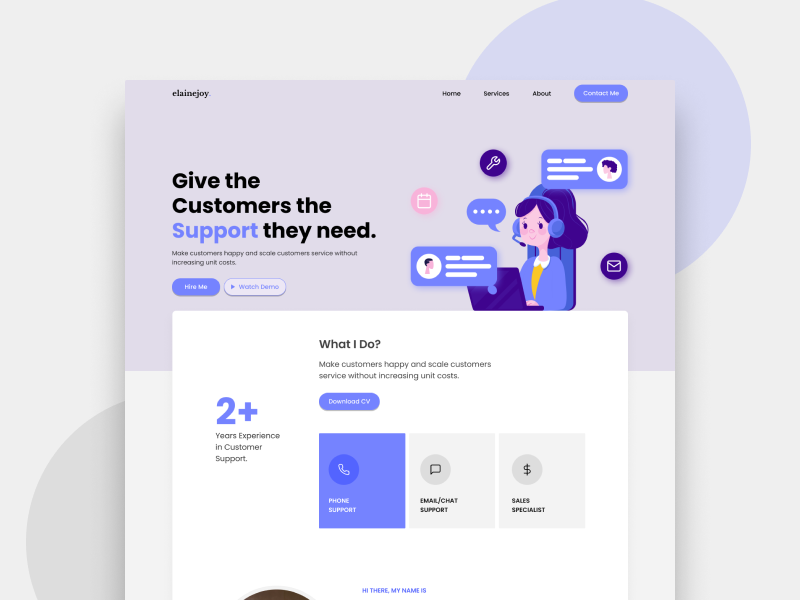 elainejoy.
Home
Services
About
Contact Me
Give the
Customers the
Support they need.
Make customers happy and scale customers service without
increasing unit costs.
Hire Me
Watch Demo
What I Do?
Make customers happy and scale customers
service without increasing unit costs.
Download CV
2+
Years Experience
in Customer
Support.
PHONE
SUPPORT
EMAIL/CHAT
SUPPORT
SALES
SPECIALIST
HI THERE, MY NAME IS